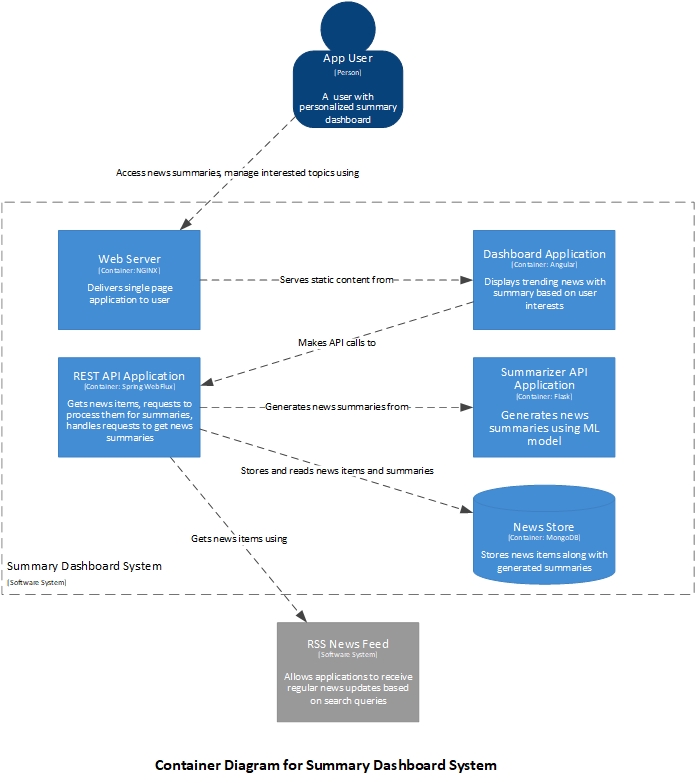 App User
[Person]
A user with
personalized summary
dashboard
Access news summaries, manage interested topics using
Web Server
[Container: NGINX]
Delivers single page
application to user
Serves static content from
Dashboard Application
[Container: Angular]
Displays trending news with
summary based on user
interests
Makes API calls to
REST API Application
[Container: Spring WebFlux]
Gets news items, requests to
process them for summaries,
handles requests to get news
summaries
Generates news summaries from
Summarizer API
Application
[Container: Flask]
Generates news
summaries using ML
model
Stores and reads news items and summaries
News Store
[Container: MongoDB]
Stores news items along with
generated summaries
Gets news items using
Summary Dashboard System
[Software System]
RSS News Feed
[Software System]
Allows applications to receive
regular news updates based
on search queries
Container Diagram for Summary Dashboard System